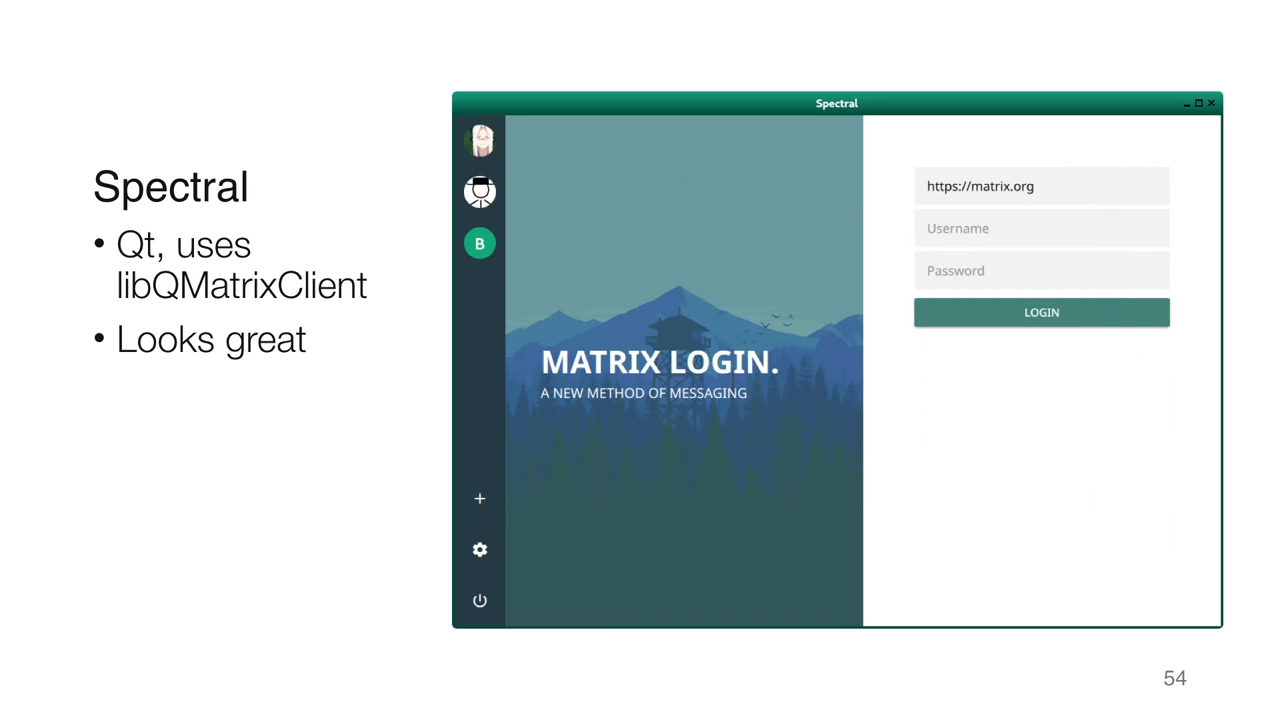 Spectral
• Qt, uses
libQMatrixClient
• Looks great
Spectral
B
MATRIX LOGIN.
A NEW METHOD OF MESSAGING
https://matrix.org
Username
Password
LOGIN
54